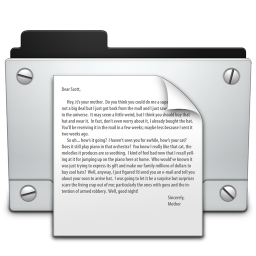 Dear Scott,
Hey, it's your mother. Do you think you could do me a
not a big deal but I just got back from the mall and I just saw
in the universe. It may seem a little weird, but I think you should buy that
hat and wear it. In fact, don't even worry about it, I already bought the hat.
You'll be receiving it in the mail in a few weeks, maybe less because I sent it
two weeks ago.
So uh... how's it going? I haven't seen you for awhile, how's your cat?
Does it still play piano in that orchestra? You know I really like that cat, the
melodies it produces are so soothing. I kind of feel bad now that I recall yell-
ing at it for jumping up on the piano tree at home. Who would've known it
was just trying to express its gift and make our family millions of dollars to
buy cool hats! Well, anyway, I just figured I'd send you an e-mail and tell you
about your soon to arrive hat. I was going to let it be a surprise but surprises
scare the living crap out of me; particularly the ones with guns and the in-
tention of armed robbery. Well, good night!
Sincerely,
Mother